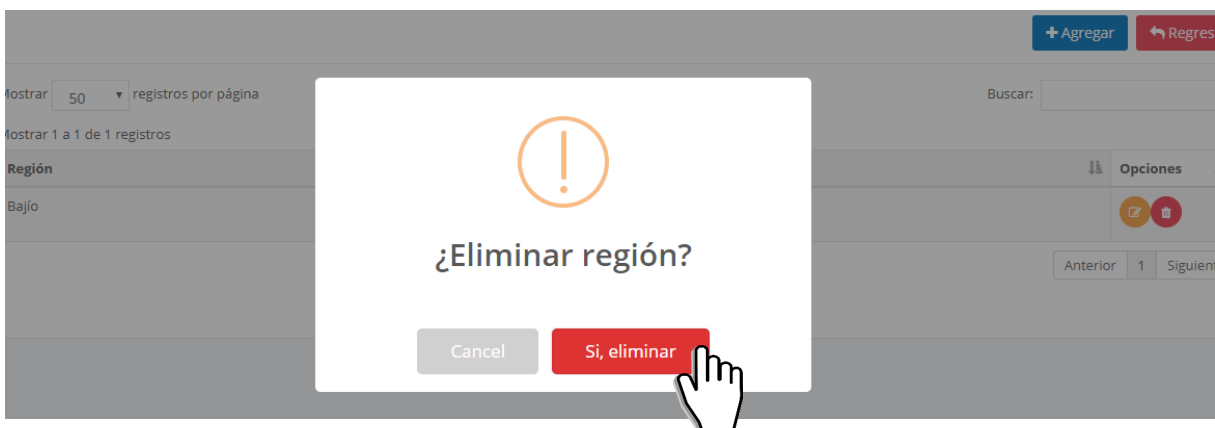 Agregar
Regres
Mostrar 50 registros por página
Buscar:
Mostrar 1 a 1 de 1 registros
Región
Opciones
Bajío
¿Eliminar región?
Anterior 1 Siguient
Cancel
Si, eliminar